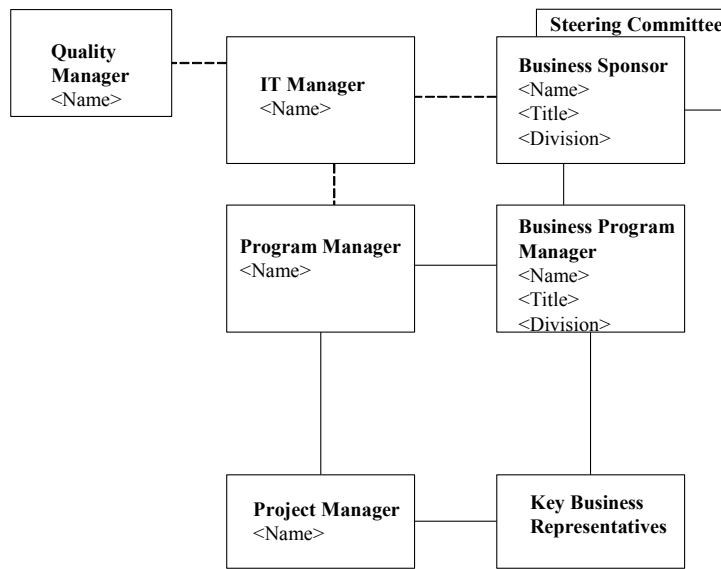 Steering Committee
Quality
Manager
<Name>
IT Manager
<Name>
Business Sponsor
<Name>
<Title>
<Division>
Program Manager
<Name>
Business Program
Manager
<Name>
<Title>
<Division>
Project Manager
<Name>
Key Business
Representatives